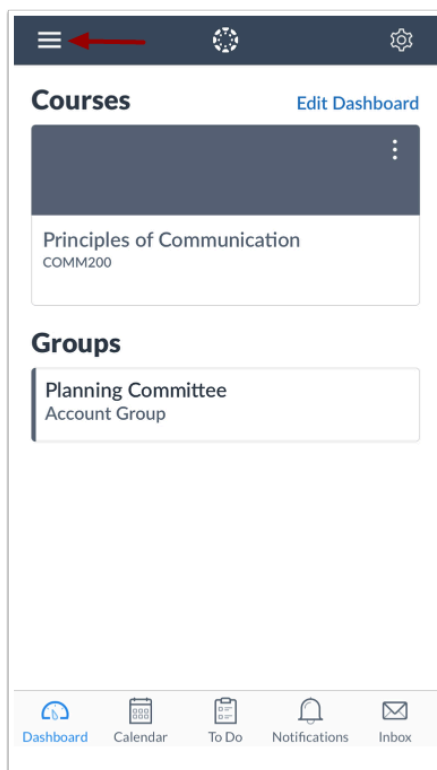 Courses
Edit Dashboard
Principles of Communication
COMM200
Groups
Planning Committee
Account Group
Dashboard
Calendar
To Do
Notifications
Inbox